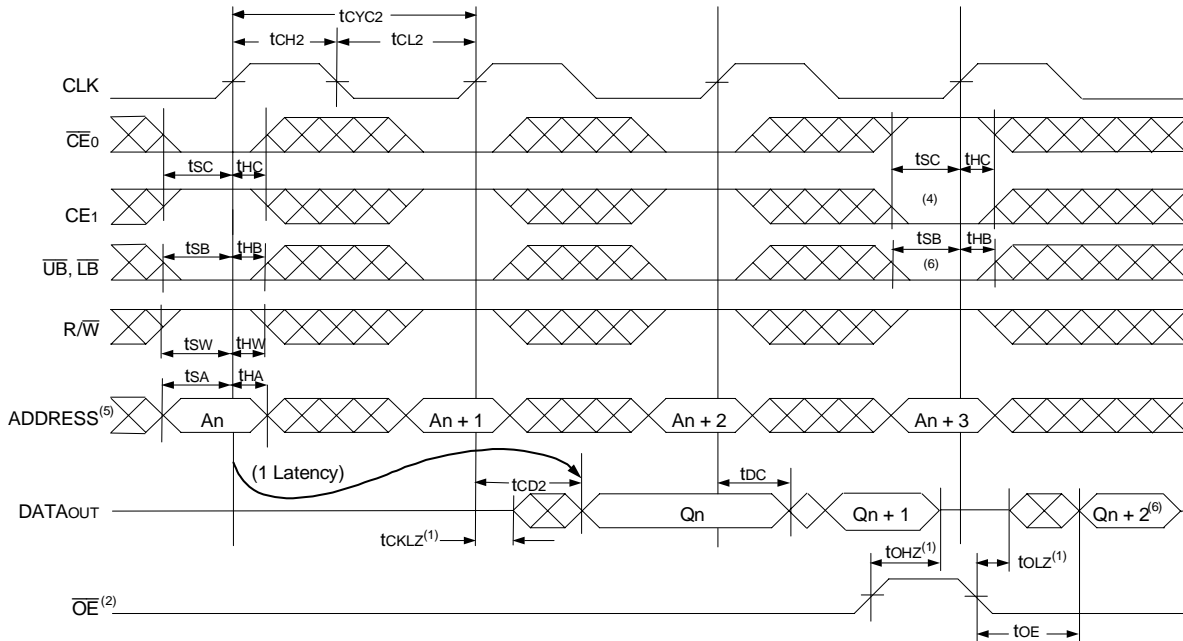 tCYC2
tCH2 tCL2
CLK
CE0
tSC tHC tSC tHC
CE1 (4)
tSB tHB tSB tHB
UB, LB (6)
R/W
tSW tHW
tSA tHA
ADDRESS(5) An An + 1 An + 2 An + 3
(1 Latency) tCD2 tDC
DATAOUT Qn Qn + 1 Qn + 2(6)
tCKLZ(1)
tOHZ(1) tOLZ(1)
OE(2)
tOE